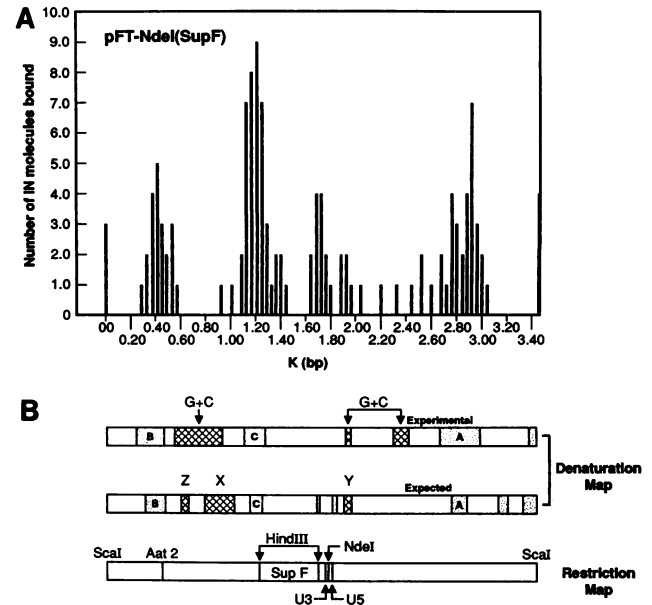 A
pFT-NdeI(SupF)
Number of IN molecules bound
10.0
9.0
8.0
7.0
6.0
5.0
4.0
3.0
2.0
1.0
0
00 0.40 0.80 1.20 1.60 2.00 2.40 2.80 3.20
0.20 0.60 1.00 1.40 1.80 2.20 2.60 3.00 3.40
K (bp)
B
G+C G+C
Experimental
B C A
Z X Y
Expected
B C A
Denaturation
Map
HindIII NdeI
ScaI Aat 2 ScaI
Sup F
U3 U5
Restriction
Map